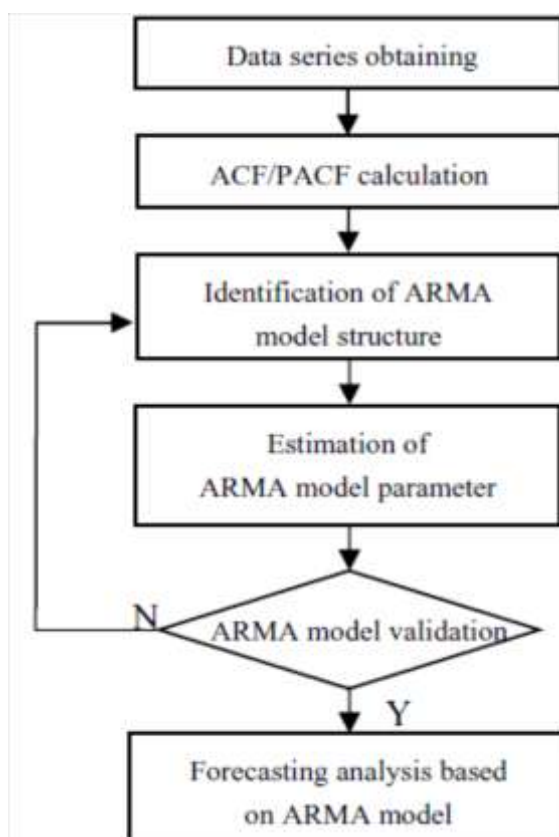 Data series obtaining
ACF/PACF calculation
Identification of ARMA
model structure
Estimation of
ARMA model parameter
N
ARMA model validation
Y
Forecasting analysis based
on ARMA model